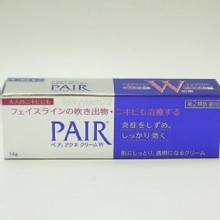 大人のニキビにも
フェイスラインの吹き出物・ニキビも治療する
W
第2類医薬品
PAIR®
ペア® アクネ クリームW
炎症をしずめ、
しっかり効く
14g
肌にしっとり、透明になるクリーム